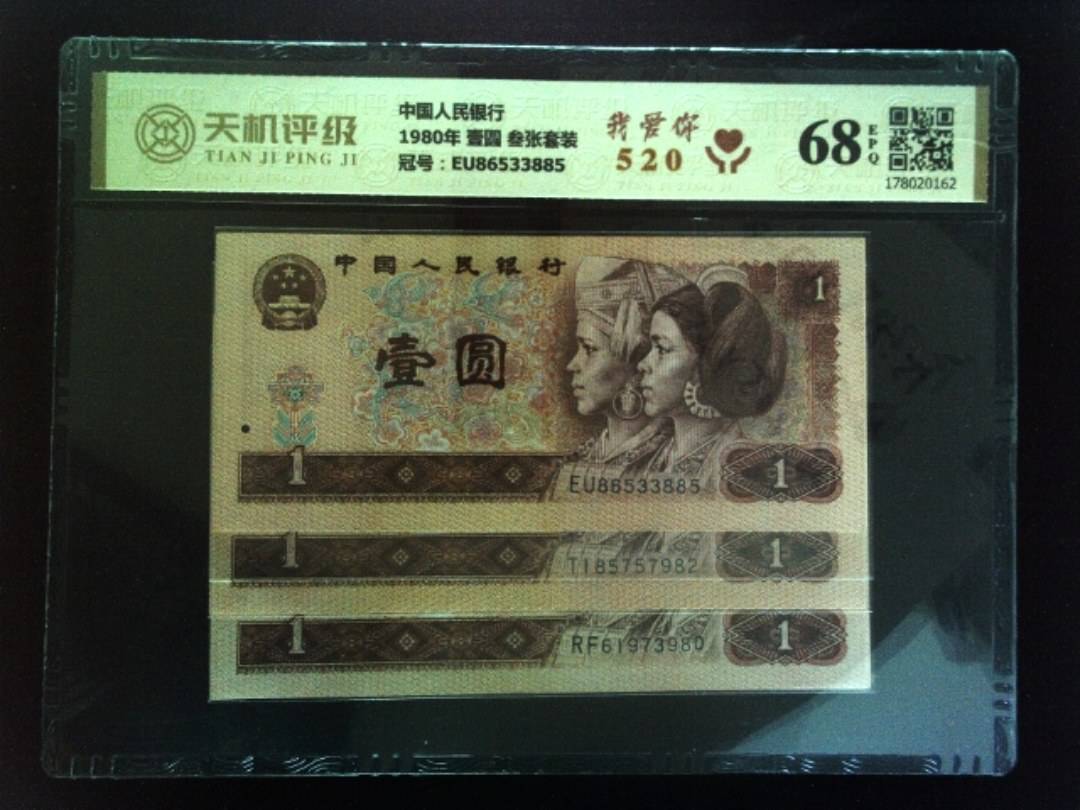 天机评级
TIAN JI PING JI
中国人民银行
1980年 壹圆 叁张套装
冠号：EU86533885
我爱你
520
68
EPQ
178020162
中国人民银行
1
壹圆
1
EU86533885
1
1
TI85757982
1
1
RF61973980
1